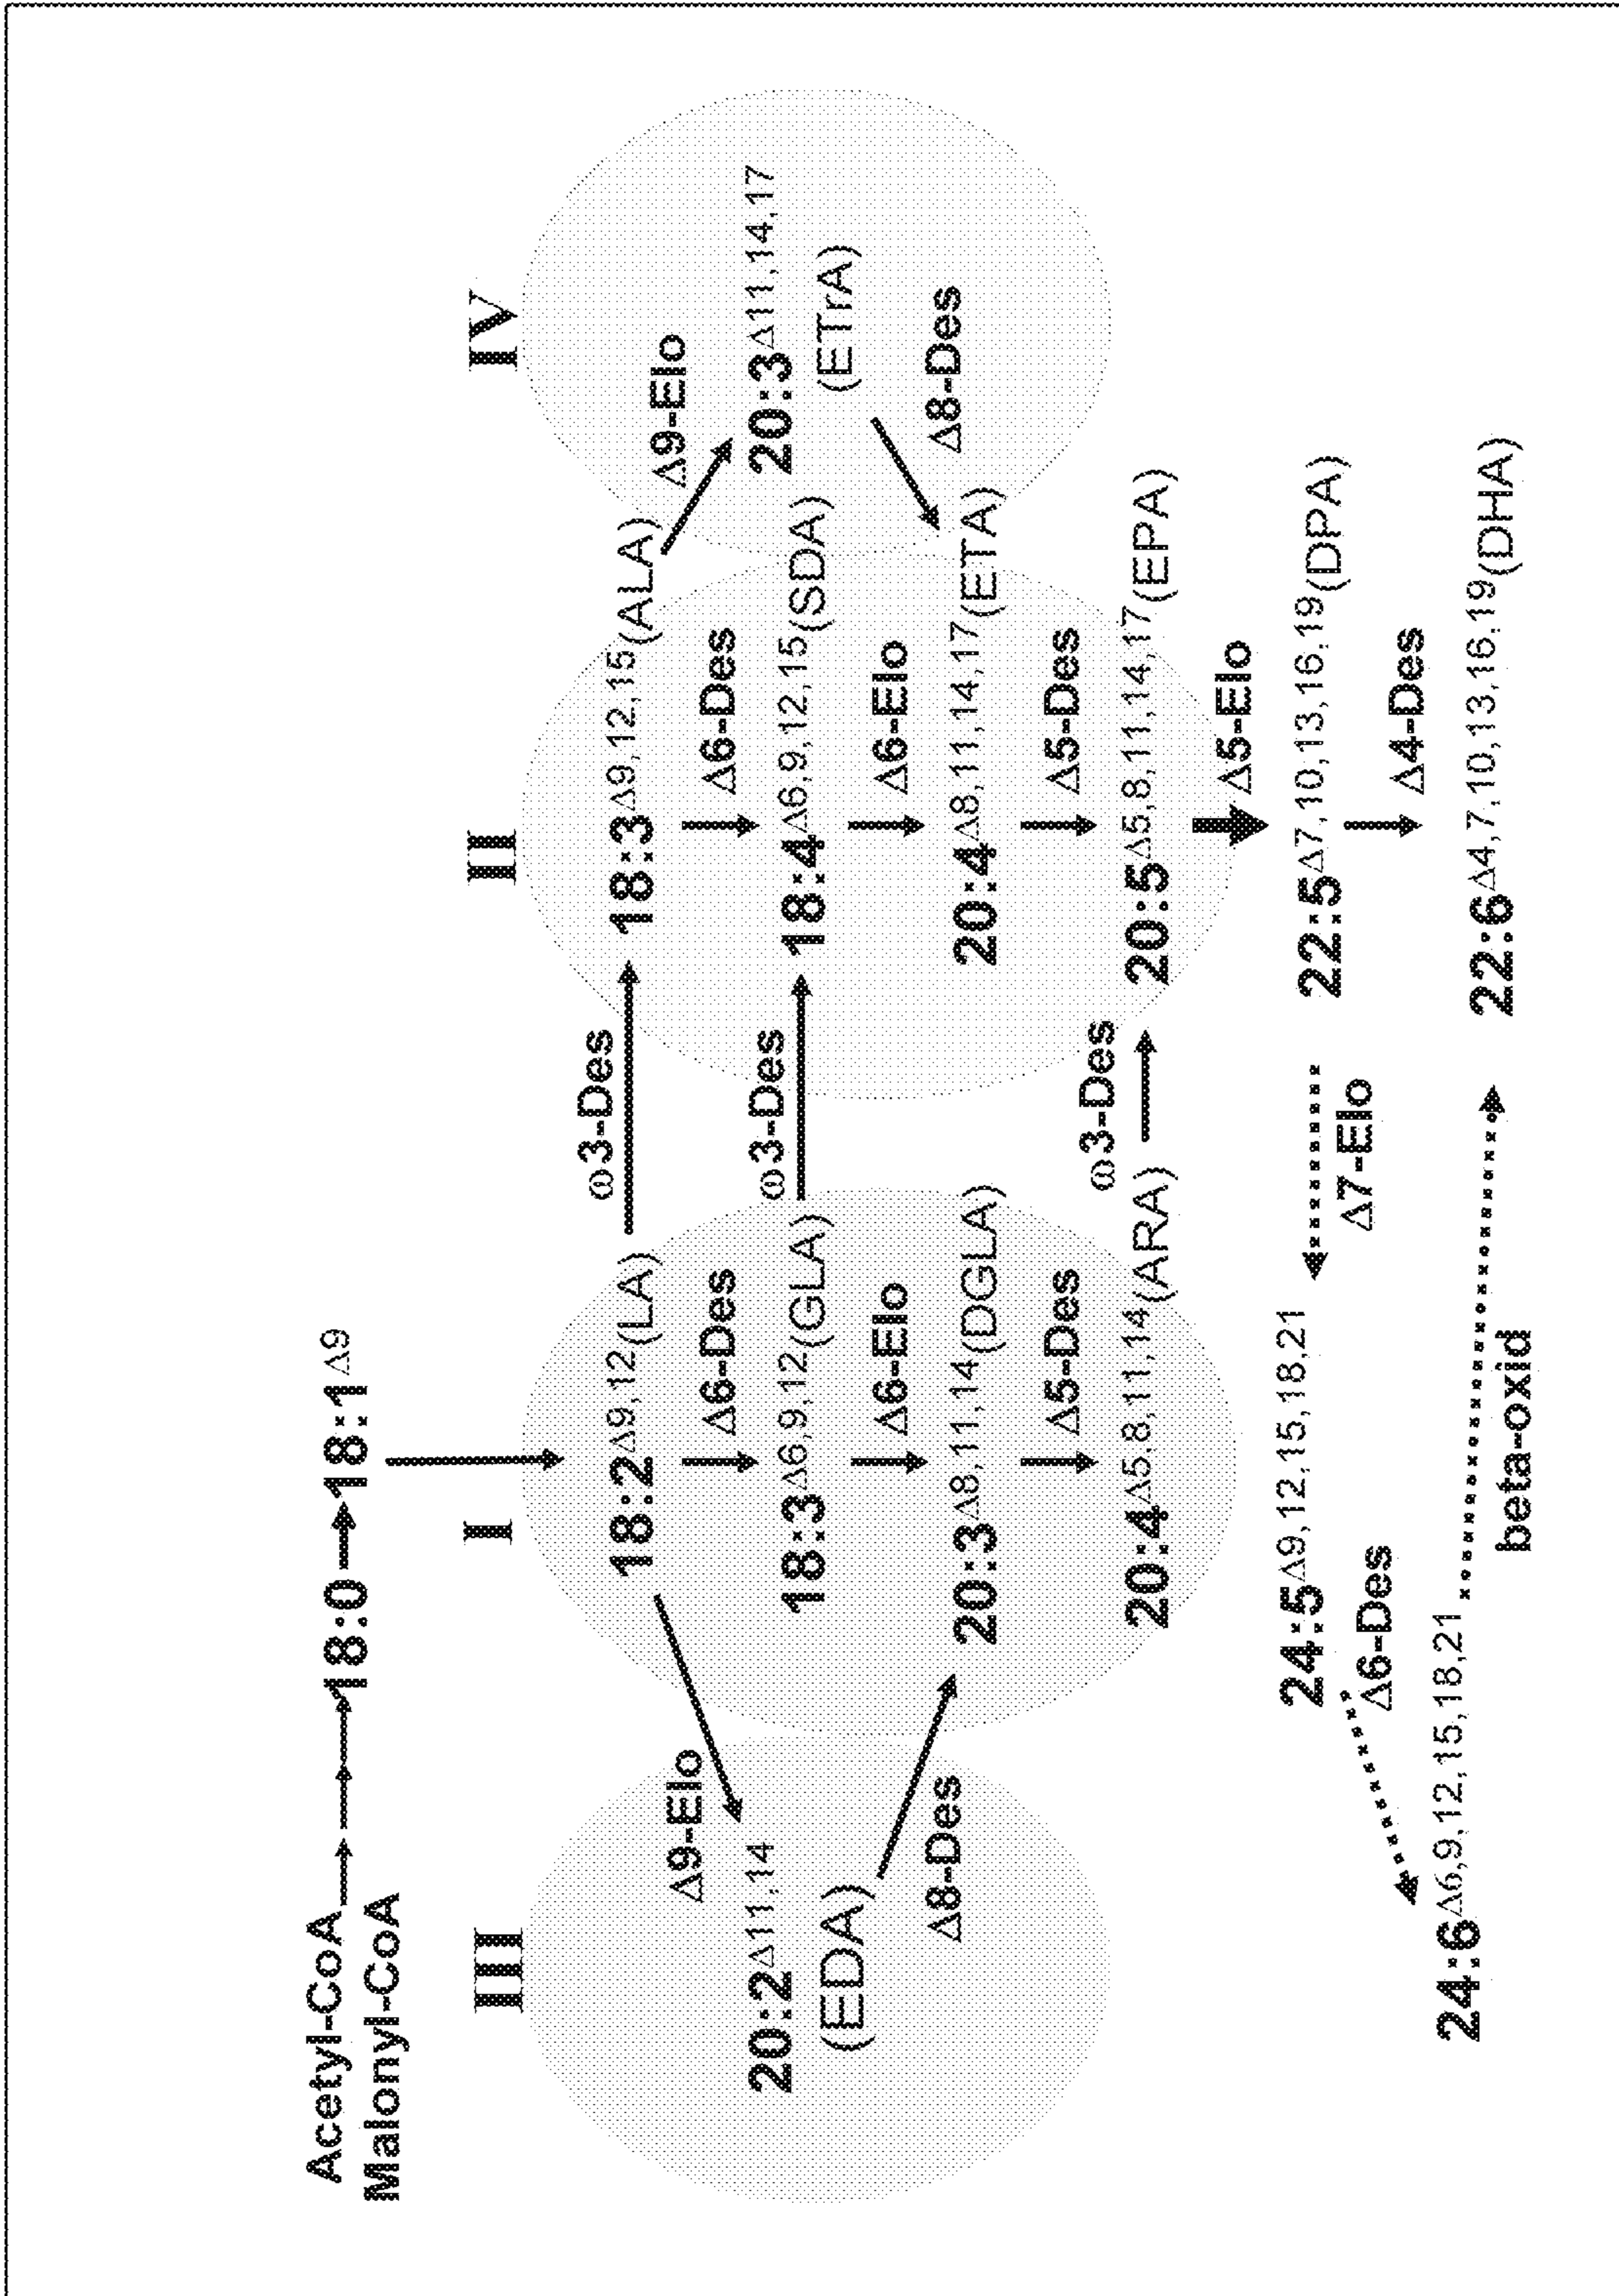 Acetyl-CoA
Malonyl-CoA
18:0
18:1Δ9
III
I
II
IV
18:2Δ9,12(LA)
ω3-Des
18:3Δ9,12,15(ALA)
Δ9-Elo
Δ6-Des
Δ6-Des
Δ9-Elo
20:2Δ11,14
(EDA)
18:3Δ6,9,12(GLA)
ω3-Des
18:4Δ6,9,12,15(SDA)
20:3Δ11,14,17
(ETrA)
Δ8-Des
Δ6-Elo
Δ6-Elo
Δ8-Des
20:3Δ8,11,14(DGLA)
20:4Δ8,11,14,17(ETA)
Δ5-Des
Δ5-Des
20:4Δ5,8,11,14(ARA)
ω3-Des
20:5Δ5,8,11,14,17(EPA)
Δ5-Elo
24:5Δ9,12,15,18,21
Δ7-Elo
22:5Δ7,10,13,16,19(DPA)
Δ6-Des
Δ4-Des
24:6Δ6,9,12,15,18,21
beta-oxid
22:6Δ4,7,10,13,16,19(DHA)